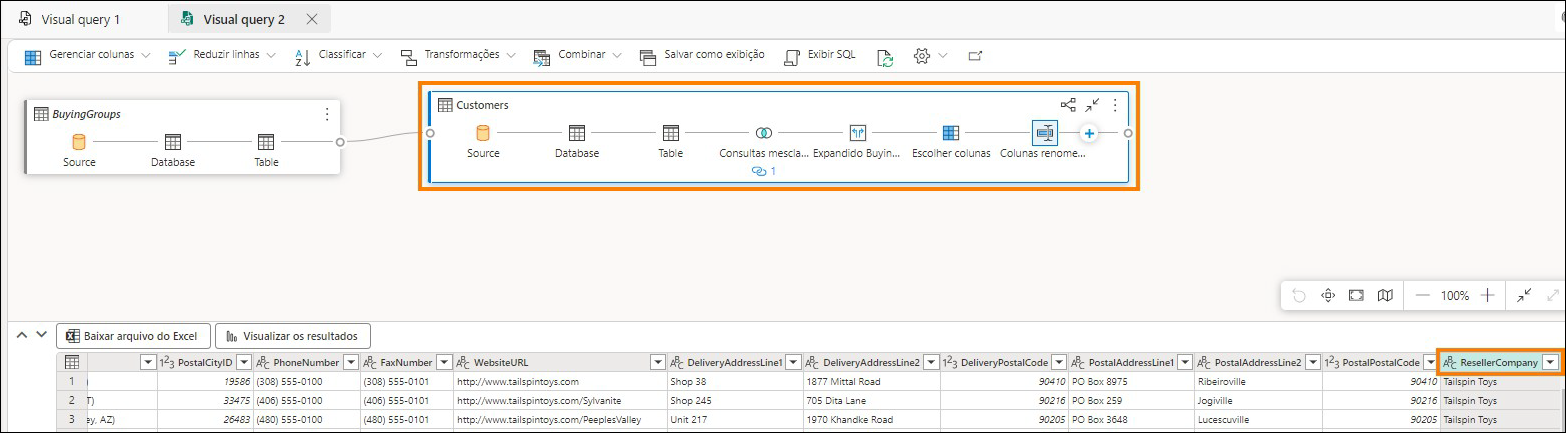 Visual query 1
Visual query 2
Gerenciar colunas
Reduzir linhas
Classificar
Transformações
Combinar
Salvar como exibição
Exibir SQL
BuyingGroups
Source
Database
Table
Customers
Source
Database
Table
Consultas mescla...
Expandido Buyin...
Escolher colunas
Colunas renome...
1
100%
Baixar arquivo do Excel
Visualizar os resultados
PostalCityID
PhoneNumber
FaxNumber
WebsiteURL
DeliveryAddressLine1
DeliveryAddressLine2
DeliveryPostalCode
PostalAddressLine1
PostalAddressLine2
PostalPostalCode
ResellerCompany
1 ) 19586 (308) 555-0100 (308) 555-0101 http://www.tailspintoys.com Shop 38 1877 Mittal Road 90410 PO Box 8975 Ribeiroville 90410 Tailspin Toys
2 T) 33475 (406) 555-0100 (406) 555-0101 http://www.tailspintoys.com/Sylvanite Shop 245 705 Dita Lane 90216 PO Box 259 Jogiville 90216 Tailspin Toys
3 ey, AZ) 26483 (480) 555-0100 (480) 555-0101 http://www.tailspintoys.com/PeeplesValley Unit 217 1970 Khandke Road 90205 PO Box 3648 Lucescuville 90205 Tailspin Toys